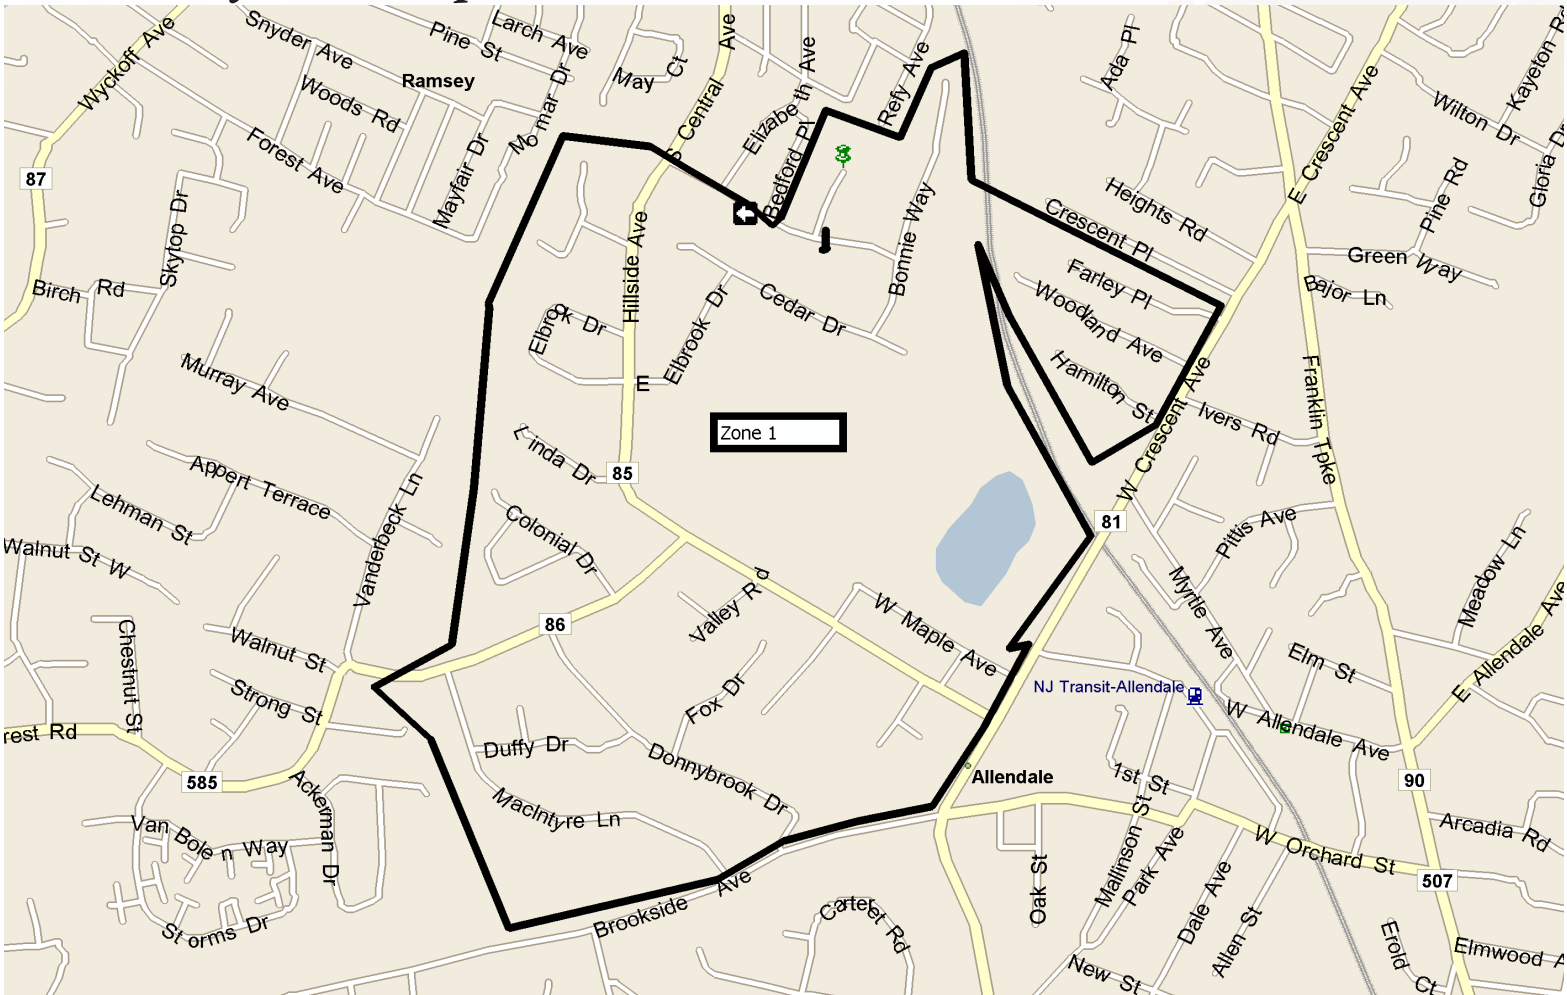 Wyckoff Ave
Snyder Ave
Pine St
Larch Ave
May Ct
S Central Ave
Elizabeth Ave
Refy Ave
Ada Pl
E Crescent Ave
Kayeton Rd
Wilton Dr
Gloria Dr
Ramsey
Woods Rd
Momar Dr
Forest Ave
Mayfair Dr
Bedford Pl
87
Skytop Dr
Birch Rd
Hillside Ave
Bonnie Way
Crescent Pl
Heights Rd
Pine Rd
Green Way
Bajor Ln
Farley Pl
Woodland Ave
Hamilton St
Cedar Dr
Elbrook Dr
E Elbrook Dr
Murray Ave
Zone 1
Linda Dr
85
W Crescent Ave
Ivers Rd
Franklin Tpke
Appert Terrace
Lehman St
Vanderbeck Ln
Colonial Dr
81
Pittis Ave
Meadow Ln
Walnut St W
Valley Rd
W Maple Ave
Myrtle Ave
Chestnut St
Walnut St
86
Elm St
E Allendale Ave
Strong St
Fox Dr
NJ Transit-Allendale
W Allendale Ave
rest Rd
Duffy Dr
Donnybrook Dr
Allendale
1st St
90
585
Ackerman Dr
MacIntyre Ln
Mallinson St
Park Ave
W Orchard St
Arcadia Rd
Van Bolen Way
507
Storms Dr
Brookside Ave
Carteret Rd
Oak St
Dale Ave
Allen St
New St
Erold Ct
Elmwood A